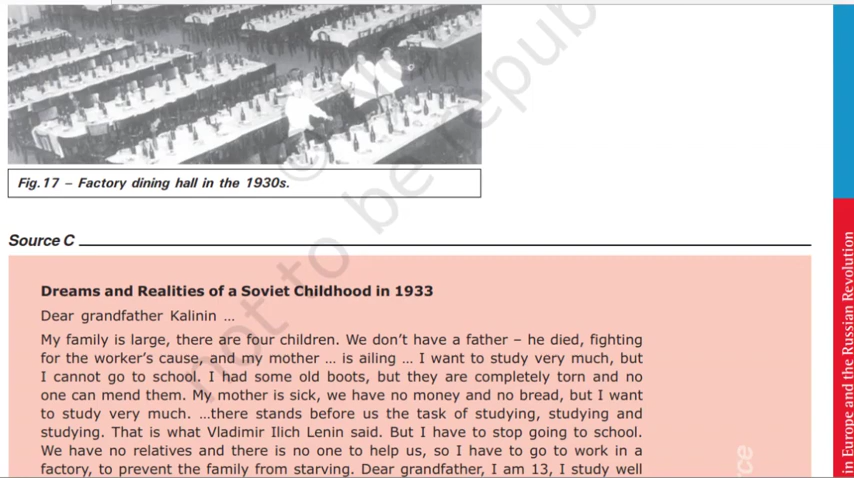 Fig.17 – Factory dining hall in the 1930s.
Source C
Dreams and Realities of a Soviet Childhood in 1933
Dear grandfather Kalinin …
My family is large, there are four children. We don't have a father – he died, fighting
for the worker's cause, and my mother … is ailing … I want to study very much, but
I cannot go to school. I had some old boots, but they are completely torn and no
one can mend them. My mother is sick, we have no money and no bread, but I want
to study very much. …there stands before us the task of studying, studying and
studying. That is what Vladimir Ilich Lenin said. But I have to stop going to school.
We have no relatives and there is no one to help us, so I have to go to work in a
factory, to prevent the family from starving. Dear grandfather, I am 13, I study well
in Europe and the Russian Revolution
not to be repub